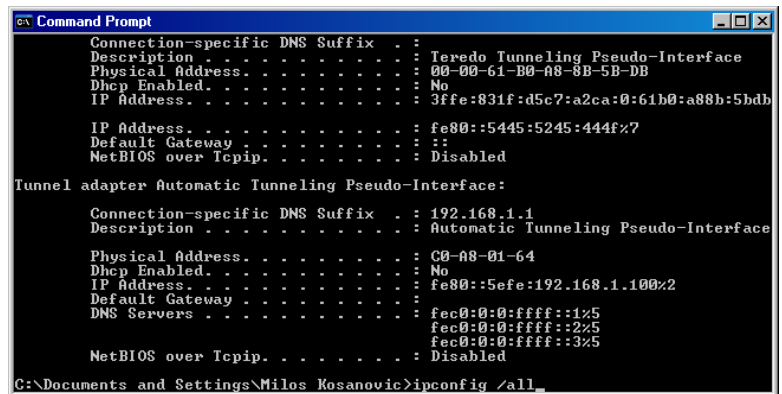 Command Prompt
Connection-specific DNS Suffix . :
Description . . . . . . . . . . . : Teredo Tunneling Pseudo-Interface
Physical Address. . . . . . . . . : 00-00-61-B0-A8-8B-5B-DB
Dhcp Enabled. . . . . . . . . . . : No
IP Address. . . . . . . . . . . . : 3ffe:831f:d5c7:a2ca:0:61b0:a88b:5bdb
IP Address. . . . . . . . . . . . : fe80::5445:5245:444f%7
Default Gateway . . . . . . . . . : ::
NetBIOS over Tcpip. . . . . . . . : Disabled
Tunnel adapter Automatic Tunneling Pseudo-Interface:
Connection-specific DNS Suffix . : 192.168.1.1
Description . . . . . . . . . . . : Automatic Tunneling Pseudo-Interface
Physical Address. . . . . . . . . : C0-A8-01-64
Dhcp Enabled. . . . . . . . . . . : No
IP Address. . . . . . . . . . . . : fe80::5efe:192.168.1.100%2
Default Gateway . . . . . . . . . :
DNS Servers . . . . . . . . . . . : fec0:0:0:ffff::1%5
fec0:0:0:ffff::2%5
fec0:0:0:ffff::3%5
NetBIOS over Tcpip. . . . . . . . : Disabled
C:\Documents and Settings\Milos Kosanovic>ipconfig /all_